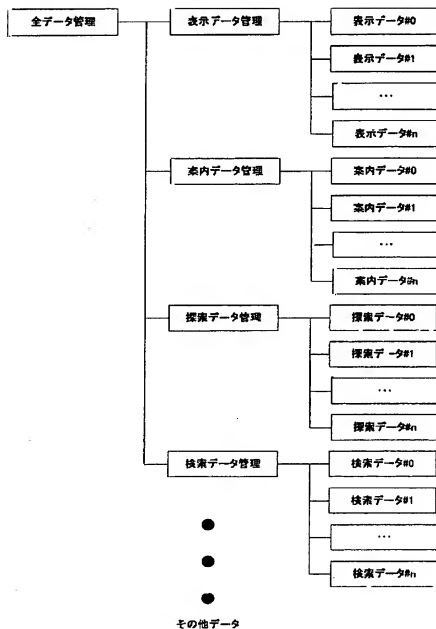 全データ管理
表示データ管理
表示データ#0
表示データ#1
…
表示データ#n
案内データ管理
案内データ#0
案内データ#1
…
案内データ#n
探索データ管理
探索データ#0
探索データ#1
…
探索データ#n
検索データ管理
検索データ#0
検索データ#1
…
検索データ#n
その他データ